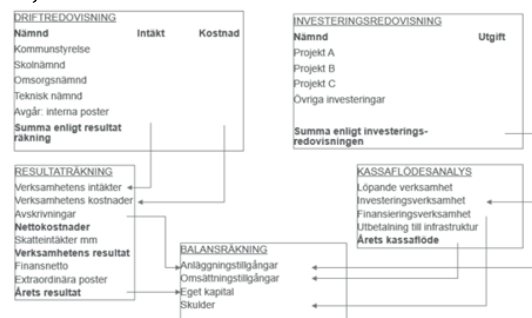 DRIFTREDOVISNING
Nämnd Intäkt Kostnad
Kommunstyrelse
Skolnämnd
Omsorgsnämnd
Teknisk nämnd
Avgår: interna poster
Summa enligt resultat
räkning
INVESTERINGSREDOVISNING
Nämnd Utgift
Projekt A
Projekt B
Projekt C
Övriga investeringar
Summa enligt investerings-
redovisningen
RESULTATRÄKNING
Verksamhetens intäkter
Verksamhetens kostnader
Avskrivningar
Nettokostnader
Skatteintäkter mm
Verksamhetens resultat
Finansnetto
Extraordinära poster
Årets resultat
BALANSRÄKNING
Anläggningstillgångar
Omsättningstillgångar
Eget kapital
Skulder
KASSAFLÖDESANALYS
Löpande verksamhet
Investeringsverksamhet
Finansieringsverksamhet
Utbetalning till infrastruktur
Årets kassaflöde